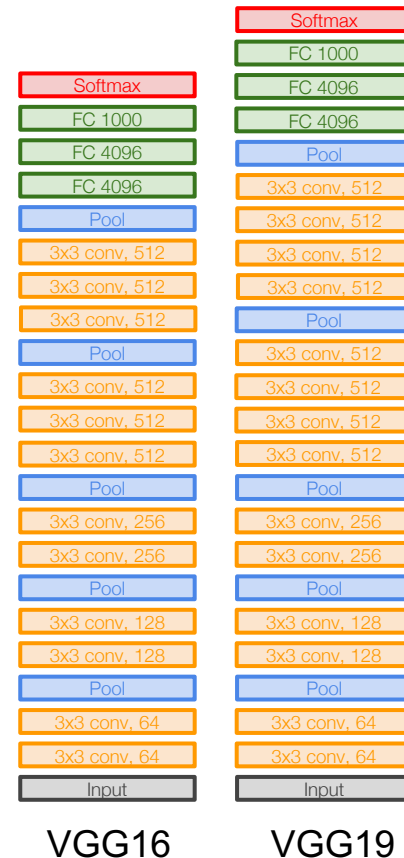 Softmax
FC 1000
FC 4096
FC 4096
Pool
3x3 conv, 512
3x3 conv, 512
3x3 conv, 512
Pool
3x3 conv, 512
3x3 conv, 512
3x3 conv, 512
Pool
3x3 conv, 256
3x3 conv, 256
Pool
3x3 conv, 128
3x3 conv, 128
Pool
3x3 conv, 64
3x3 conv, 64
Input
VGG16
Softmax
FC 1000
FC 4096
FC 4096
Pool
3x3 conv, 512
3x3 conv, 512
3x3 conv, 512
3x3 conv, 512
Pool
3x3 conv, 512
3x3 conv, 512
3x3 conv, 512
3x3 conv, 512
Pool
3x3 conv, 256
3x3 conv, 256
Pool
3x3 conv, 128
3x3 conv, 128
Pool
3x3 conv, 64
3x3 conv, 64
Input
VGG19